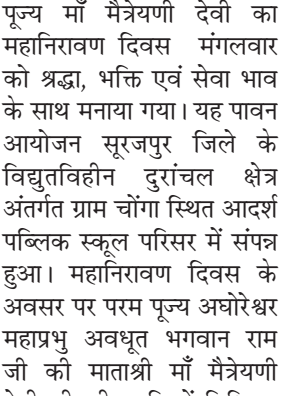 पूज्य माँ मैत्रेयणी देवी का
महानिरावण दिवस मंगलवार
को श्रद्धा, भक्ति एवं सेवा भाव
के साथ मनाया गया। यह पावन
आयोजन सूरजपुर जिले के
विद्युतविहीन दुरांचल क्षेत्र
अंतर्गत ग्राम चोंगा स्थित आदर्श
पब्लिक स्कूल परिसर में संपन्न
हुआ। महानिरावण दिवस के
अवसर पर परम पूज्य अघोरेश्वर
महाप्रभु अवधूत भगवान राम
जी की माताश्री माँ मैत्रेयणी